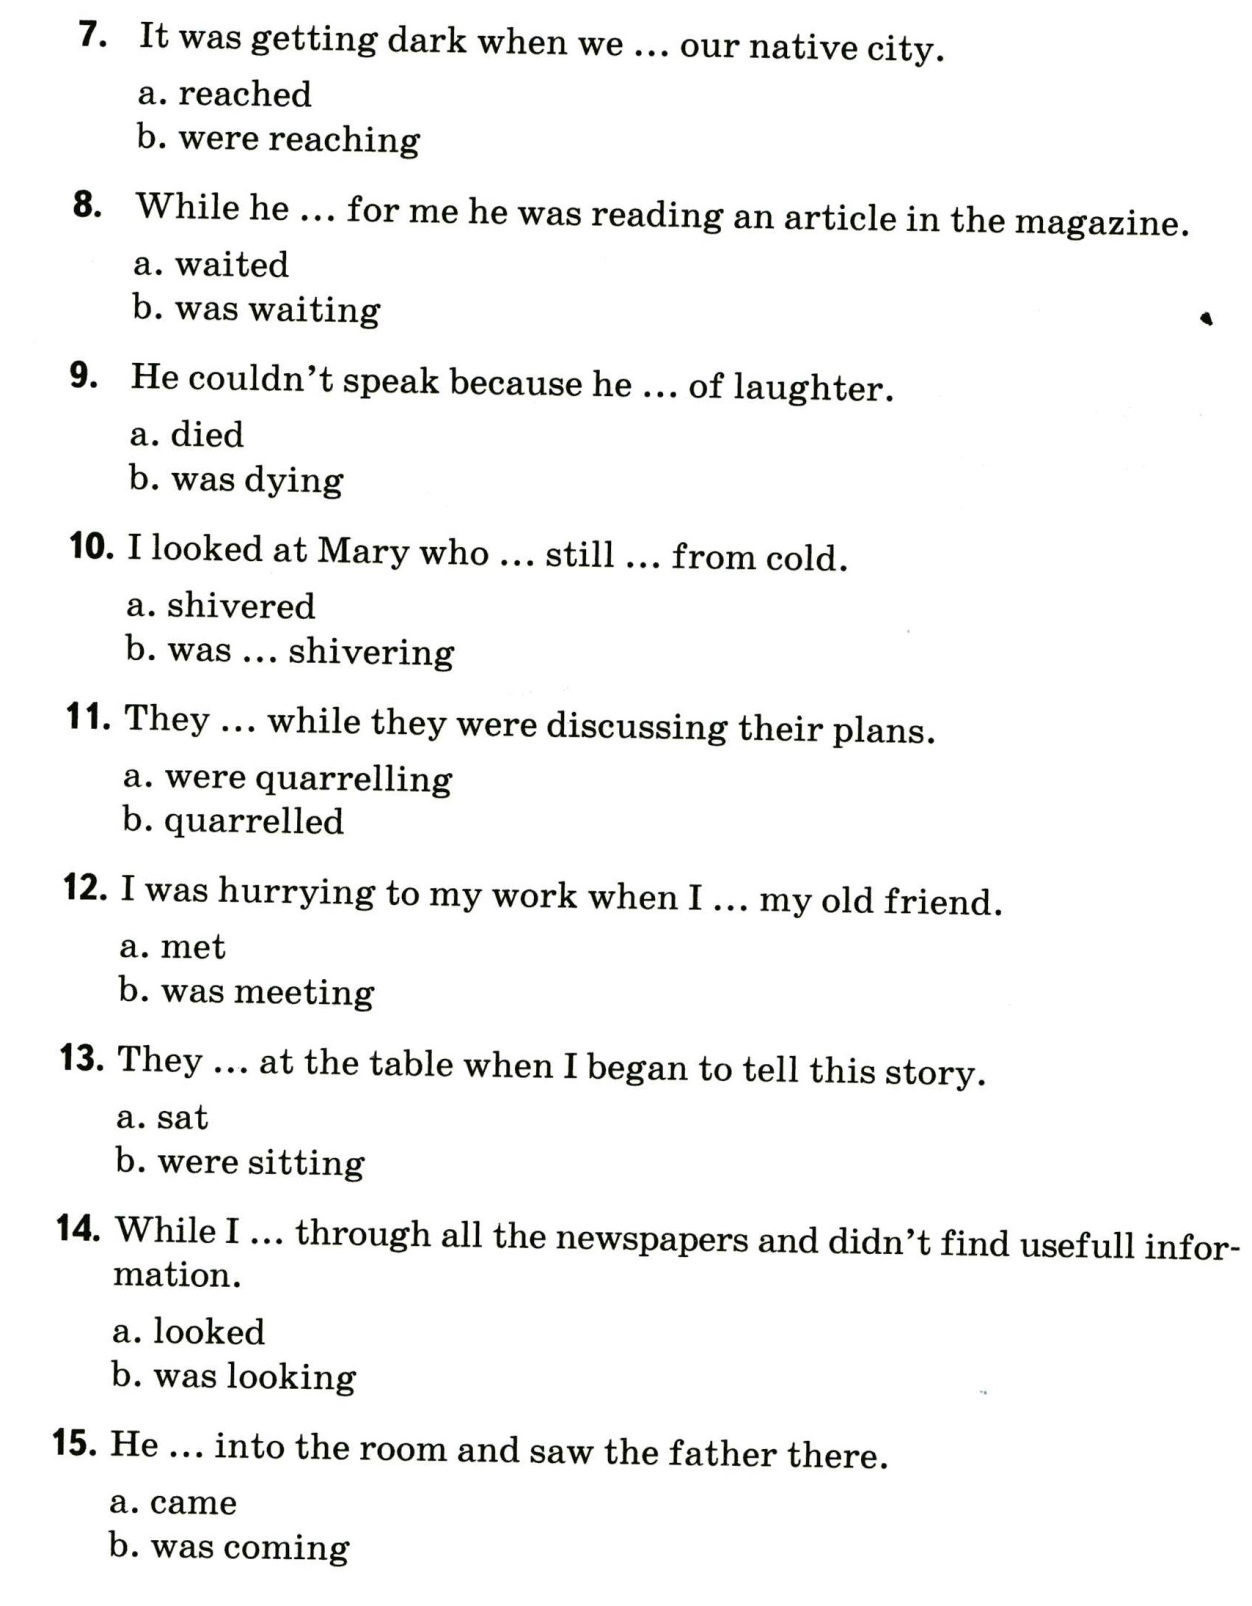 7. It was getting dark when we ... our native city.
a. reached
b. were reaching
8. While he ... for me he was reading an article in the magazine.
a. waited
b. was waiting
9. He couldn't speak because he ... of laughter.
a. died
b. was dying
10. I looked at Mary who ... still ... from cold.
a. shivered
b. was ... shivering
11. They ... while they were discussing their plans.
a. were quarrelling
b. quarrelled
12. I was hurrying to my work when I ... my old friend.
a. met
b. was meeting
13. They ... at the table when I began to tell this story.
a. sat
b. were sitting
14. While I ... through all the newspapers and didn't find usefull infor-
mation.
a. looked
b. was looking
15. He ... into the room and saw the father there.
a. came
b. was coming